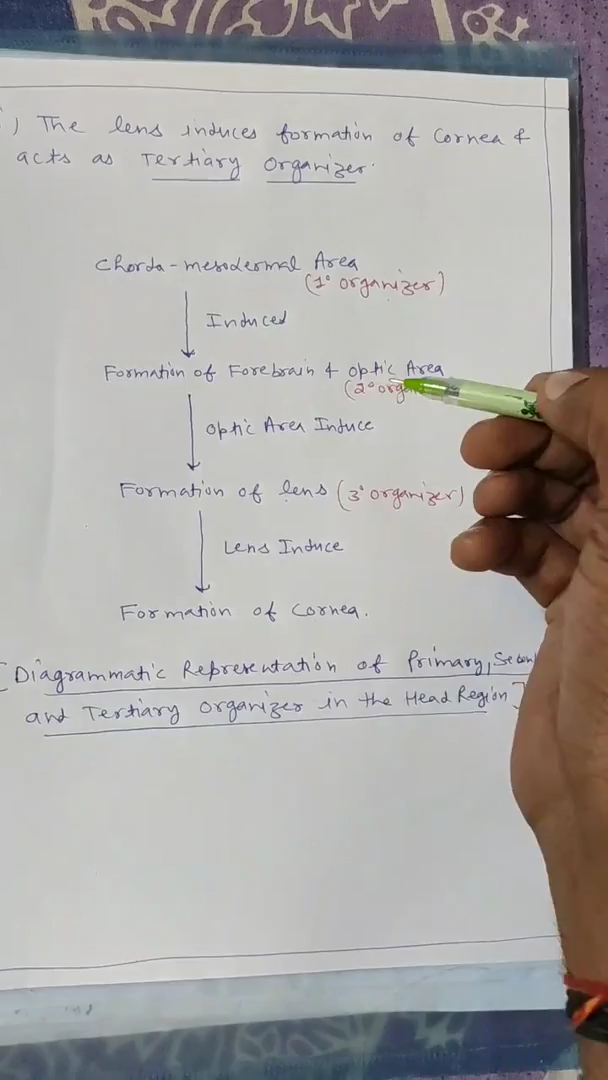 ) The lens induces formation of Cornea &
acts as Tertiary Organizer.
Chorda-mesodermal Area
(1° organizer)
Induced
Formation of Forebrain & optic Area
(2° orga
Optic Area Induce
Formation of lens (3° organizer)
Lens Induce
Formation of Cornea.
[Diagrammatic Representation of Primary,
and Tertiary Organizer in the Head Region]